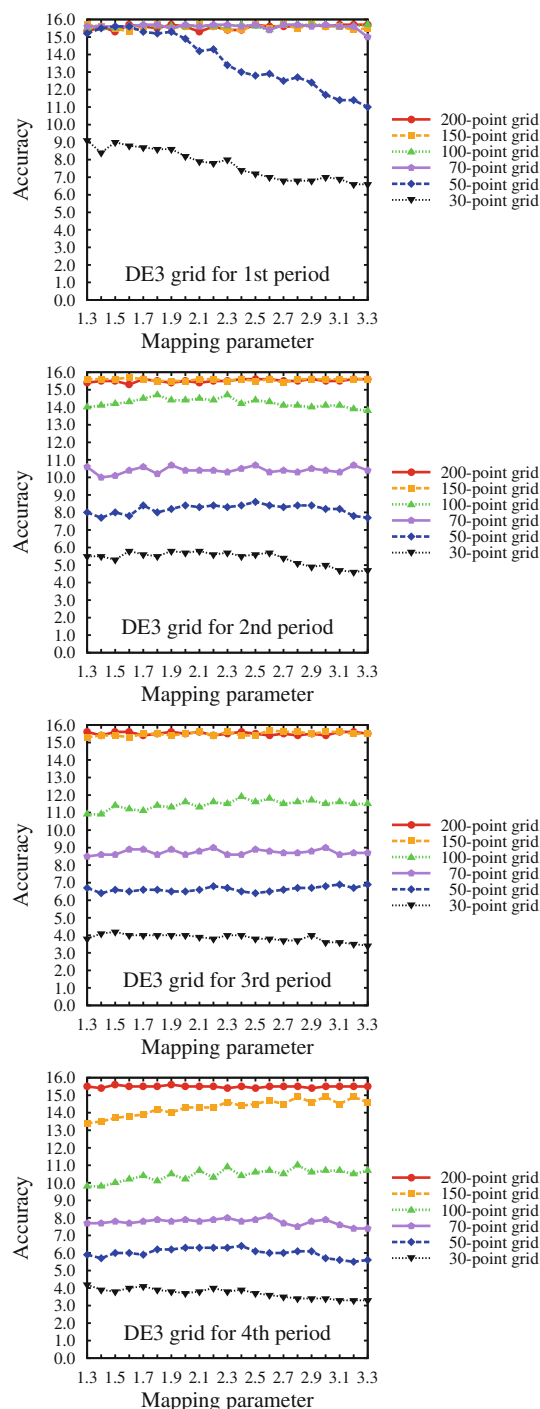 16.0
15.0
14.0
13.0
12.0
11.0
10.0
9.0
8.0
7.0
6.0
5.0
4.0
3.0
2.0
1.0
0.0
Accuracy
DE3 grid for 1st period
1.3 1.5 1.7 1.9 2.1 2.3 2.5 2.7 2.9 3.1 3.3
Mapping parameter
200-point grid
150-point grid
100-point grid
70-point grid
50-point grid
30-point grid
16.0
15.0
14.0
13.0
12.0
11.0
10.0
9.0
8.0
7.0
6.0
5.0
4.0
3.0
2.0
1.0
0.0
Accuracy
DE3 grid for 2nd period
1.3 1.5 1.7 1.9 2.1 2.3 2.5 2.7 2.9 3.1 3.3
Mapping parameter
200-point grid
150-point grid
100-point grid
70-point grid
50-point grid
30-point grid
16.0
15.0
14.0
13.0
12.0
11.0
10.0
9.0
8.0
7.0
6.0
5.0
4.0
3.0
2.0
1.0
0.0
Accuracy
DE3 grid for 3rd period
1.3 1.5 1.7 1.9 2.1 2.3 2.5 2.7 2.9 3.1 3.3
Mapping parameter
200-point grid
150-point grid
100-point grid
70-point grid
50-point grid
30-point grid
16.0
15.0
14.0
13.0
12.0
11.0
10.0
9.0
8.0
7.0
6.0
5.0
4.0
3.0
2.0
1.0
0.0
Accuracy
DE3 grid for 4th period
1.3 1.5 1.7 1.9 2.1 2.3 2.5 2.7 2.9 3.1 3.3
Mapping parameter
200-point grid
150-point grid
100-point grid
70-point grid
50-point grid
30-point grid